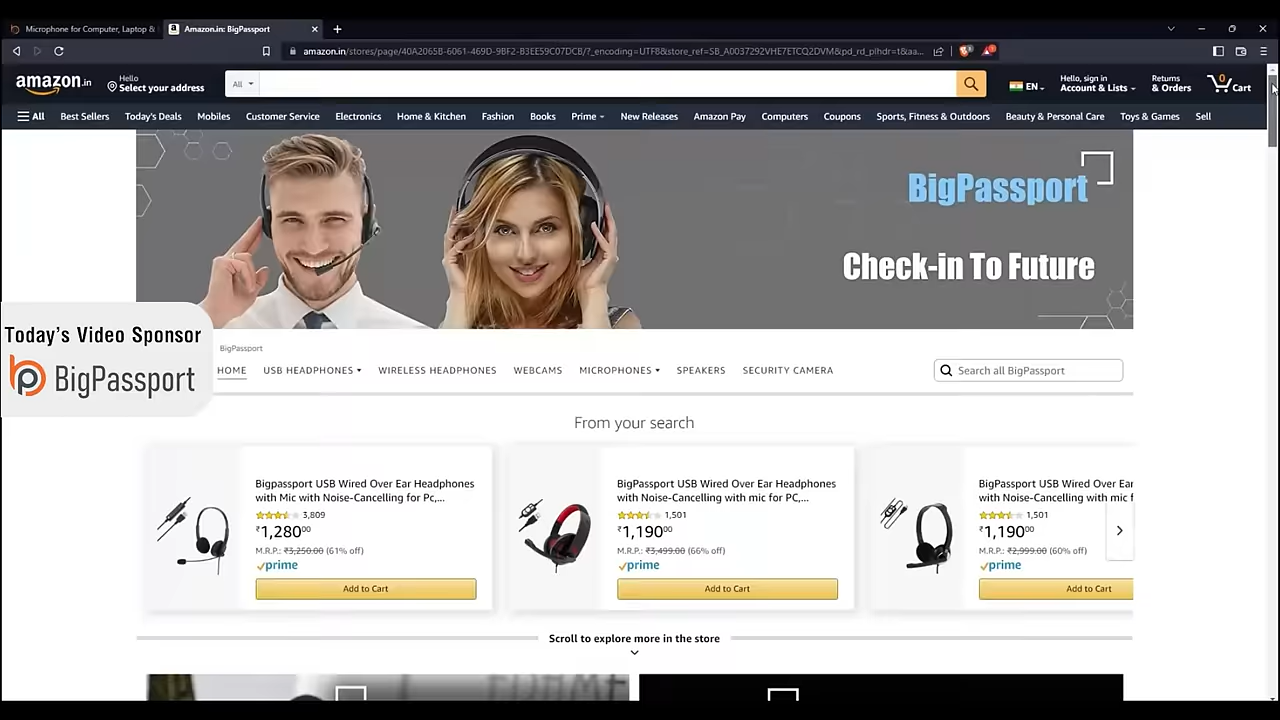 Microphone for Computer, Laptop &
Amazon.in: BigPassport
amazon.in/stores/page/40A2065B-6061-469D-9BF2-B3EE59C07DCB/?_encoding=UTF8&store_ref=SB_A0037292VHE7ETCQ2DVM&pd_rd_plhdr=t&aa...
amazon.in
Hello
Select your address
All
EN
Hello, sign in
Account & Lists
Returns
& Orders
0
Cart
All
Best Sellers
Today's Deals
Mobiles
Customer Service
Electronics
Home & Kitchen
Fashion
Books
Prime
New Releases
Amazon Pay
Computers
Coupons
Sports, Fitness & Outdoors
Beauty & Personal Care
Toys & Games
Sell
BigPassport
Check-in To Future
Today's Video Sponsor
BigPassport
BigPassport
HOME
USB HEADPHONES
WIRELESS HEADPHONES
WEBCAMS
MICROPHONES
SPEAKERS
SECURITY CAMERA
Search all BigPassport
From your search
Bigpassport USB Wired Over Ear Headphones
with Mic with Noise-Cancelling for Pc,...
3,809
₹1,28000
M.R.P.: ₹3,250.00 (61% off)
prime
Add to Cart
BigPassport USB Wired Over Ear Headphones
with Noise-Cancelling with mic for PC,...
1,501
₹1,19000
M.R.P.: ₹3,499.00 (66% off)
prime
Add to Cart
BigPassport USB Wired Over Ear
with Noise-Cancelling with mic f
1,501
₹1,19000
M.R.P.: ₹2,999.00 (60% off)
prime
Add to Cart
Scroll to explore more in the store